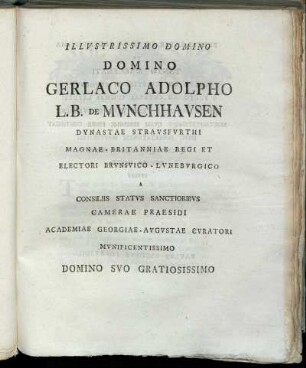 ILLVSTRISSIMO DOMINO
DOMINO
GERLACO ADOLPHO
L.B. DE MVNCHHAVSEN
DVNASTAE STRAVSFVRTHI
MAGNAE-BRITANNIAE REGI ET
ELECTORI BRVNSVICO-LVNEBVRGICO
A
CONSILIIS STATVS SANCTIORIBVS
CAMERAE PRAESIDI
ACADEMIAE GEORGIAE-AVGVSTAE CVRATORI
MVNIFICENTISSIMO
DOMINO SVO GRATIOSISSIMO